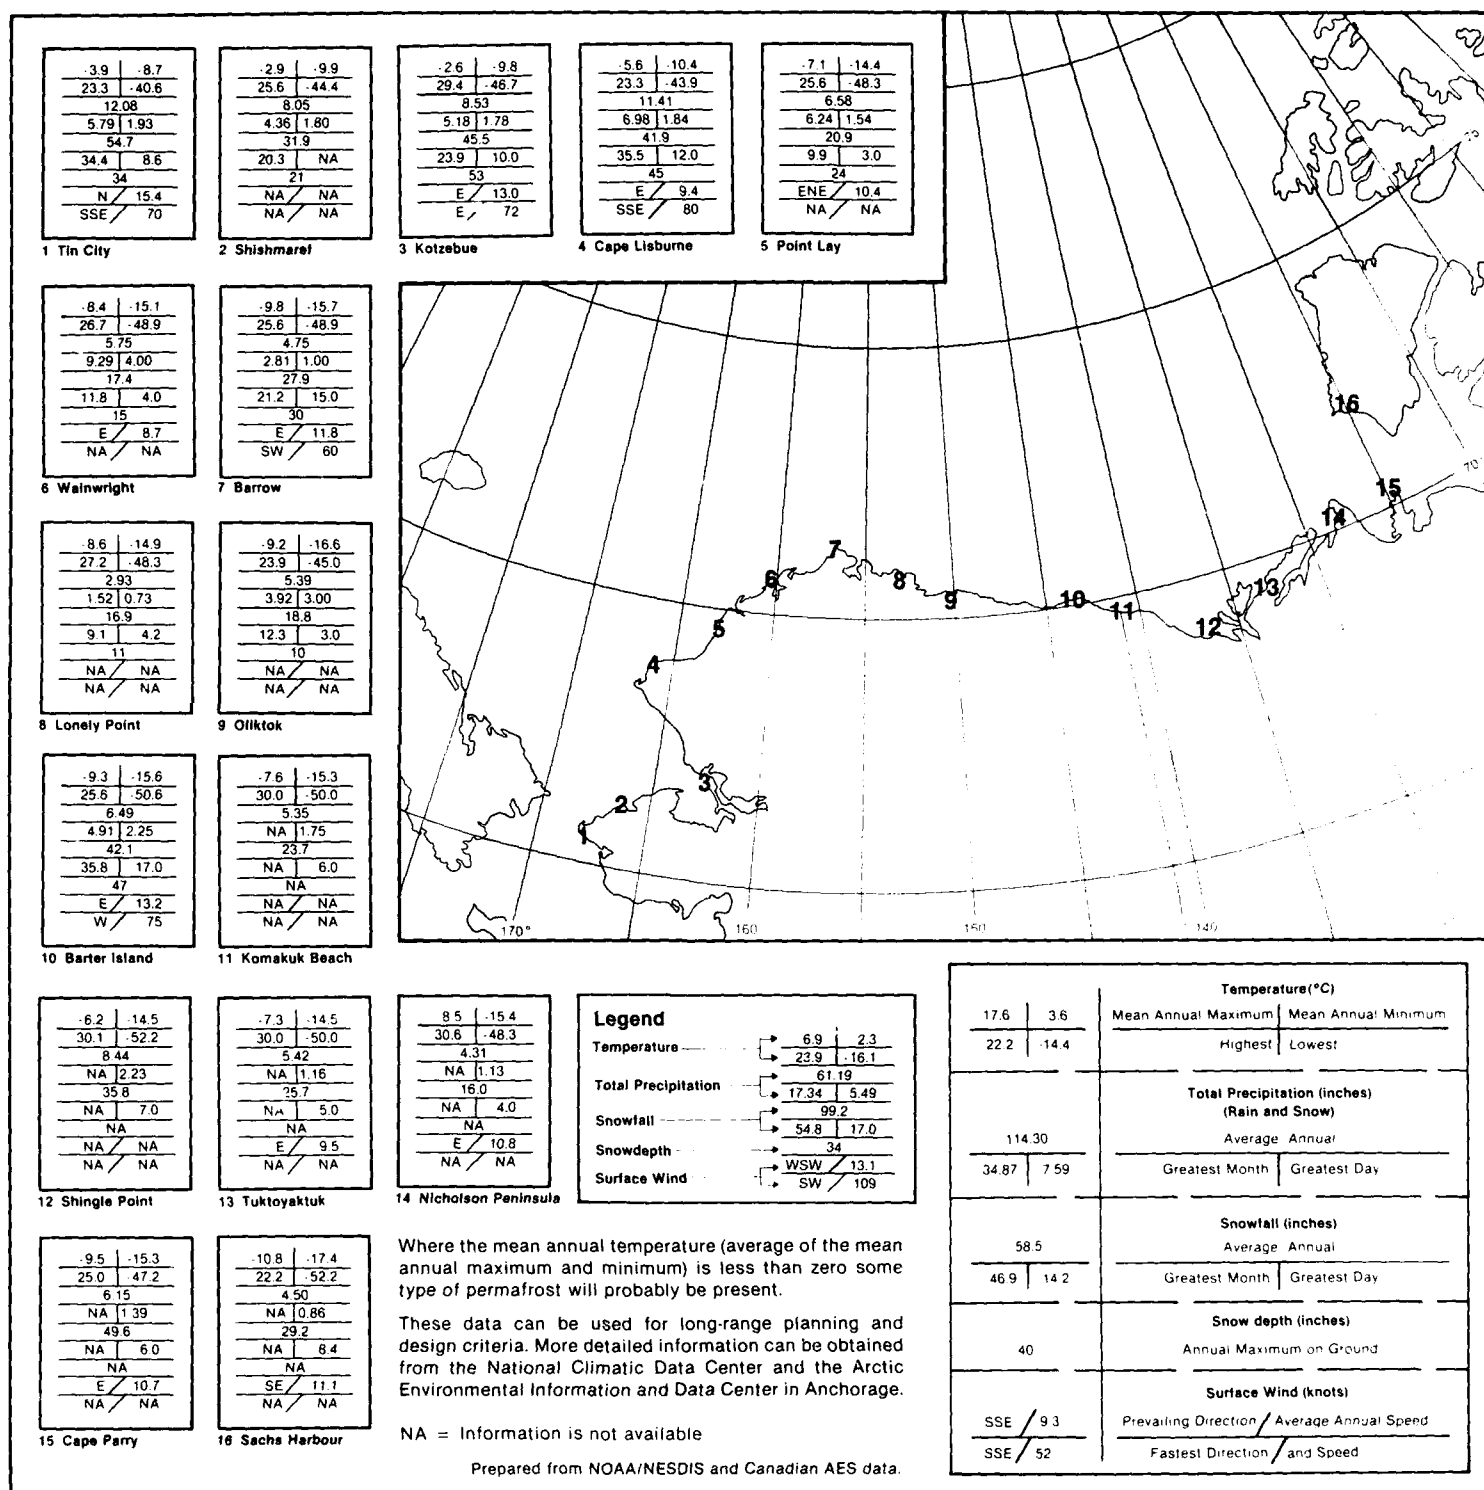 -3.9 -8.7
23.3 -40.6
12.08
5.79 1.93
54.7
34.4 8.6
34
N / 15.4
SSE / 70
1 Tin City
-2.9 -9.9
25.6 -44.4
8.05
4.36 1.80
31.9
20.3 NA
21
NA / NA
NA / NA
2 Shishmaref
-2.6 -9.8
29.4 -46.7
8.53
5.18 1.78
45.5
23.9 10.0
53
E / 13.0
E / 72
3 Kotzebue
-5.6 -10.4
23.3 -43.9
11.41
6.98 1.84
41.9
35.5 12.0
45
E / 9.4
SSE / 80
4 Cape Lisburne
-7.1 -14.4
25.6 -48.3
6.58
6.24 1.54
20.9
9.9 3.0
24
ENE / 10.4
NA / NA
5 Point Lay
-8.4 -15.1
26.7 -48.9
5.75
9.29 4.00
17.4
11.8 4.0
15
E / 8.7
NA / NA
6 Wainwright
-9.8 -15.7
25.6 -48.9
4.75
2.81 1.00
27.9
21.2 15.0
30
E / 11.8
SW / 60
7 Barrow
-8.6 -14.9
27.2 -48.3
2.93
1.52 0.73
16.9
9.1 4.2
11
NA / NA
NA / NA
8 Lonely Point
-9.2 -16.6
23.9 -45.0
5.39
3.92 3.00
18.8
12.3 3.0
10
NA / NA
NA / NA
9 Oliktok
-9.3 -15.6
25.6 -50.6
6.49
4.91 2.25
42.1
35.8 17.0
47
E / 13.2
W / 75
10 Barter Island
-7.6 -15.3
30.0 -50.0
5.35
NA 1.75
23.7
NA 6.0
NA
NA / NA
NA / NA
11 Komakuk Beach
-6.2 -14.5
30.1 -52.2
8.44
NA 2.23
35.8
NA 7.0
NA
NA / NA
NA / NA
12 Shingle Point
-7.3 -14.5
30.0 -50.0
5.42
NA 1.16
25.7
NA 5.0
NA
E / 9.5
NA / NA
13 Tuktoyaktuk
8.5 -15.4
30.6 -48.3
4.31
NA 1.13
16.0
NA 4.0
NA
E / 10.8
NA / NA
14 Nicholson Peninsula
-9.5 -15.3
25.0 -47.2
6.15
NA 1.39
49.6
NA 6.0
NA
E / 10.7
NA / NA
15 Cape Parry
-10.8 -17.4
22.2 -52.2
4.50
NA 0.86
29.2
NA 8.4
NA
SE / 11.1
NA / NA
16 Sachs Harbour
16
70°
15
14
7
6
8
9
10
11
13
12
5
4
3
2
1
170°
160
150
140
Legend
Temperature 6.9 2.3
23.9 -16.1
Total Precipitation 61.19
17.34 5.49
Snowfall 99.2
54.8 17.0
Snowdepth 34
Surface Wind WSW / 13.1
SW / 109
Temperature (°C)
17.6 3.6 Mean Annual Maximum Mean Annual Minimum
22.2 -14.4 Highest Lowest
Total Precipitation (inches)
(Rain and Snow)
114.30 Average Annual
34.87 7.59 Greatest Month Greatest Day
Snowfall (inches)
58.5 Average Annual
46.9 14.2 Greatest Month Greatest Day
Snow depth (inches)
40 Annual Maximum on Ground
Surface Wind (knots)
SSE / 9.3 Prevailing Direction / Average Annual Speed
SSE / 52 Fastest Direction / and Speed
Where the mean annual temperature (average of the mean
annual maximum and minimum) is less than zero some
type of permafrost will probably be present.
These data can be used for long-range planning and
design criteria. More detailed information can be obtained
from the National Climatic Data Center and the Arctic
Environmental Information and Data Center in Anchorage.
NA = Information is not available
Prepared from NOAA/NESDIS and Canadian AES data.